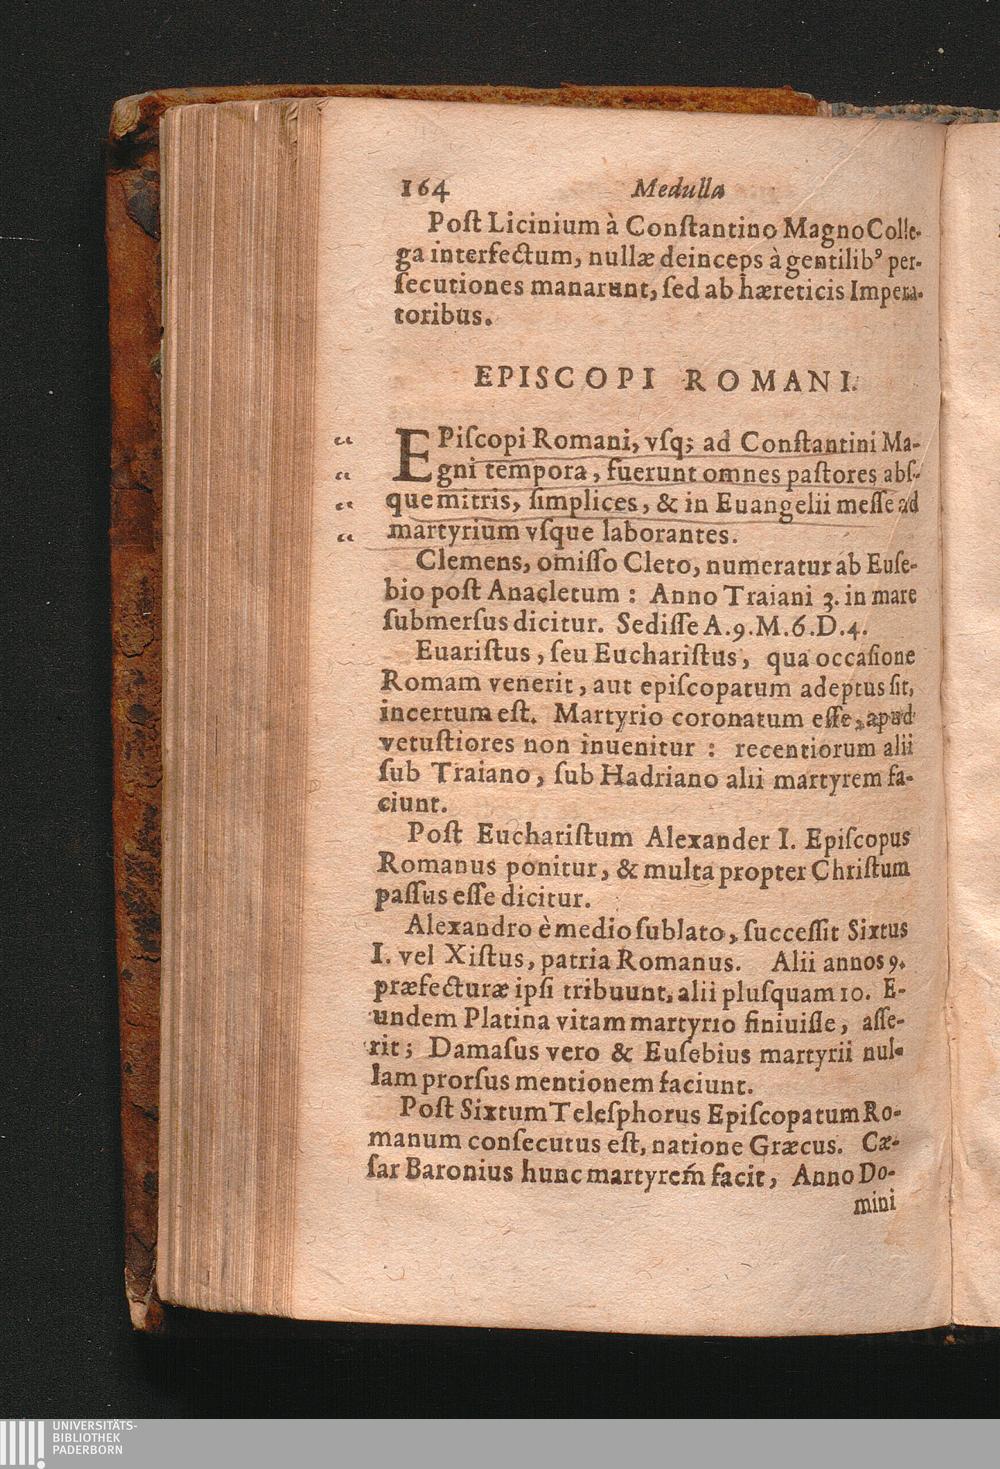 164 Medulla
Poſt Licinium à Conſtantino Magno Colle-
ga interfectum, nullæ deinceps à gentilibꝰ per-
ſecutiones manarunt, ſed ab hæreticis Impera-
toribus.
EPISCOPI ROMANI.
EPiſcopi Romani, vſq; ad Conſtantini Ma-
gni tempora, fuerunt omnes paſtores abſ-
que mitris, ſimplices, & in Euangelii meſſe ad
martyrium vſque laborantes.
Clemens, omiſſo Cleto, numeratur ab Euſe-
bio poſt Anacletum : Anno Traiani 3. in mare
ſubmerſus dicitur. Sediſſe A.9.M.6.D.4.
Euariſtus, ſeu Euchariſtus, qua occaſione
Romam venerit, aut epiſcopatum adeptus ſit,
incertum eſt. Martyrio coronatum eſſe, apud
vetuſtiores non inuenitur : recentiorum alii
ſub Traiano, ſub Hadriano alii martyrem fa-
ciunt.
Poſt Euchariſtum Alexander I. Epiſcopus
Romanus ponitur, & multa propter Chriſtum
paſſus eſſe dicitur.
Alexandro è medio ſublato, ſucceſſit Sixtus
I. vel Xiſtus, patria Romanus. Alii annos 9.
præfecturæ ipſi tribuunt, alii pluſquam 10. E-
undem Platina vitam martyrio finiuiſſe, aſſe-
rit; Damaſus vero & Euſebius martyrii nul-
lam prorſus mentionem faciunt.
Poſt Sixtum Teleſphorus Epiſcopatum Ro-
manum conſecutus eſt, natione Græcus. Cæ-
ſar Baronius hunc martyrem facit, Anno Do-
mini
UNIVERSITÄTS-
BIBLIOTHEK
PADERBORN